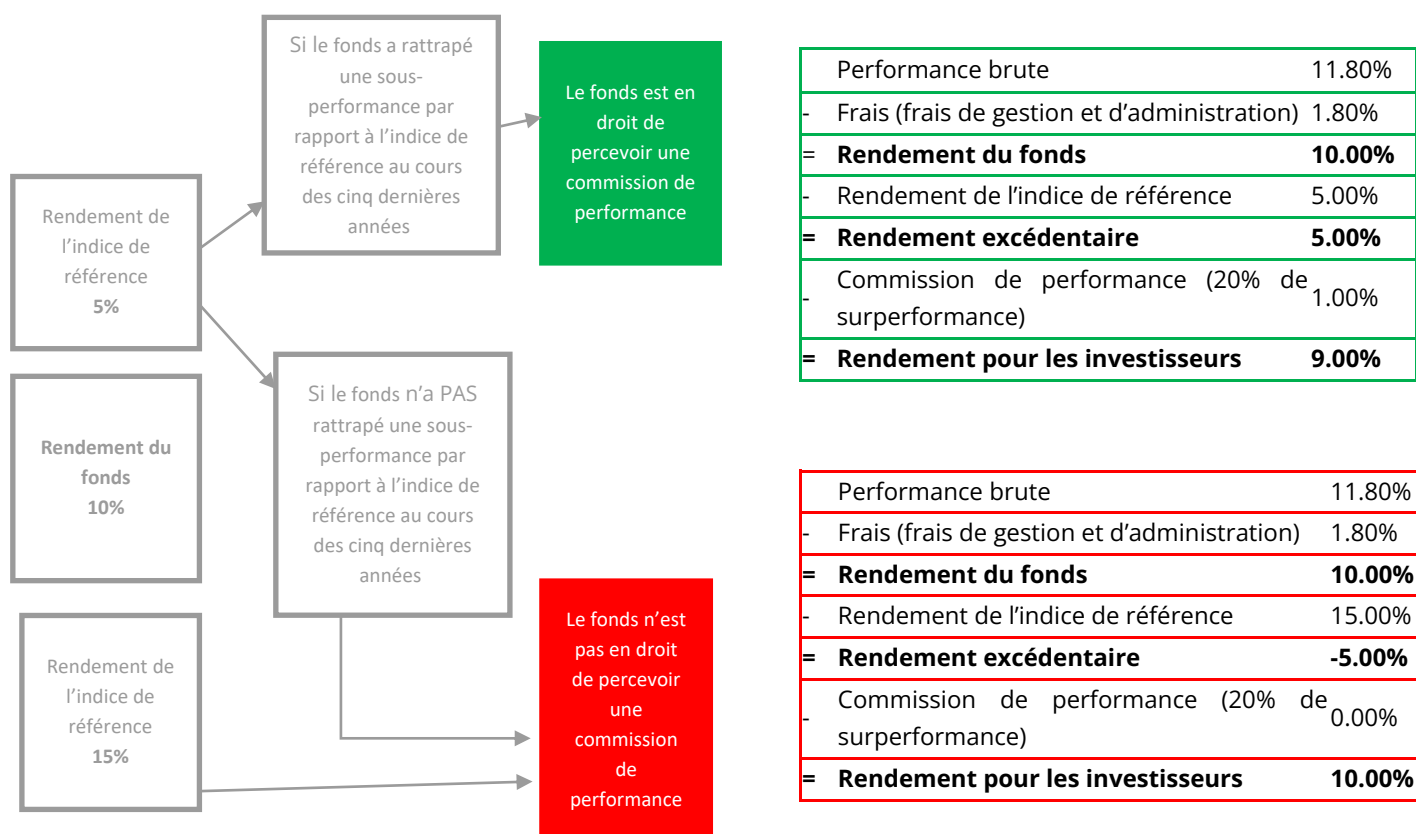 Rendement de
l'indice de
référence
5%
Rendement du
fonds
10%
Rendement de
l'indice de
référence
15%
Si le fonds a rattrapé
une sous-
performance par
rapport à l'indice de
référence au cours
des cinq dernières
années
Si le fonds n'a PAS
rattrapé une sous-
performance par
rapport à l'indice de
référence au cours
des cinq dernières
années
Le fonds est en
droit de
percevoir une
commission de
performance
Le fonds n'est
pas en droit
de percevoir
une
commission
de
performance
Performance brute 11.80%
- Frais (frais de gestion et d'administration) 1.80%
= Rendement du fonds 10.00%
- Rendement de l'indice de référence 5.00%
= Rendement excédentaire 5.00%
- Commission de performance (20% de
surperformance) 1.00%
= Rendement pour les investisseurs 9.00%
Performance brute 11.80%
- Frais (frais de gestion et d'administration) 1.80%
= Rendement du fonds 10.00%
- Rendement de l'indice de référence 15.00%
= Rendement excédentaire -5.00%
- Commission de performance (20% de
surperformance) 0.00%
= Rendement pour les investisseurs 10.00%